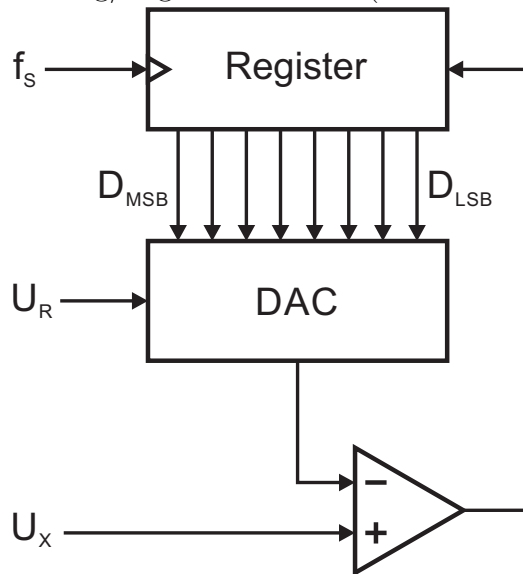 f_S
Register
D_MSB
D_LSB
U_R
DAC
−
U_X
+